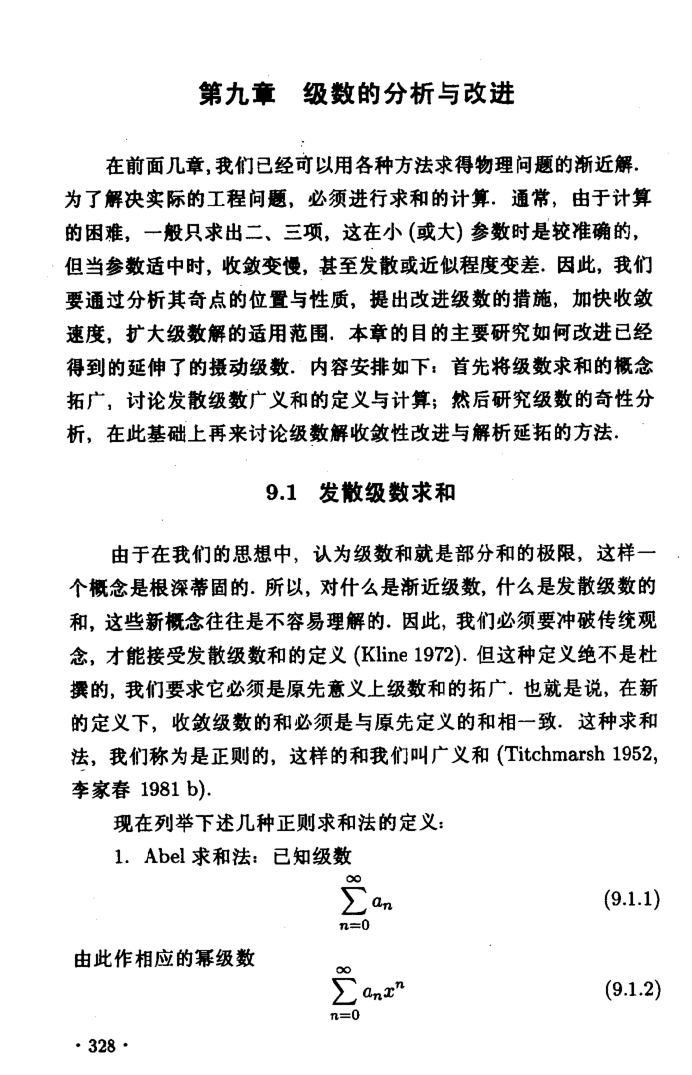 第九章 级数的分析与改进
在前面几章,我们已经可以用各种方法求得物理问题的渐近解.
为了解决实际的工程问题，必须进行求和的计算．通常，由于计算
的困难，一般只求出二、三项，这在小 (或大) 参数时是较准确的，
但当参数适中时，收敛变慢，甚至发散或近似程度变差. 因此，我们
要通过分析其奇点的位置与性质，提出改进级数的措施，加快收敛
速度，扩大级数解的适用范围．本章的目的主要研究如何改进已经
得到的延伸了的摄动级数．内容安排如下：首先将级数求和的概念
拓广，讨论发散级数广义和的定义与计算；然后研究级数的奇性分
析，在此基础上再来讨论级数解收敛性改进与解析延拓的方法．
9.1 发散级数求和
由于在我们的思想中，认为级数和就是部分和的极限，这样一
个概念是根深蒂固的. 所以, 对什么是渐近级数, 什么是发散级数的
和, 这些新概念往往是不容易理解的. 因此, 我们必须要冲破传统观
念，才能接受发散级数和的定义 (Kline 1972). 但这种定义绝不是杜
撰的, 我们要求它必须是原先意义上级数和的拓广. 也就是说, 在新
的定义下，收敛级数的和必须是与原先定义的和相一致．这种求和
法，我们称为是正则的，这样的和我们叫广义和 (Titchmarsh 1952,
李家春 1981 b).
现在列举下述几种正则求和法的定义：
1. Abel 求和法：已知级数
∑_{n=0}^{∞} a_n (9.1.1)
由此作相应的幂级数
∑_{n=0}^{∞} a_n x^n (9.1.2)
· 328 ·